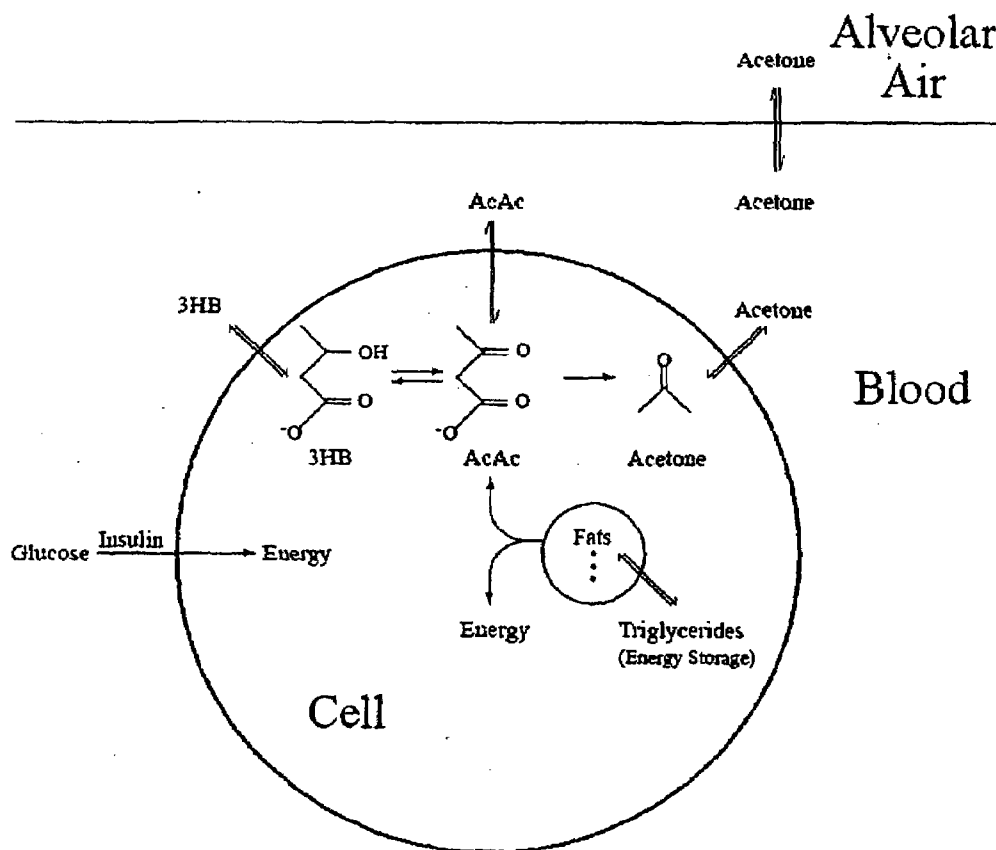 Alveolar
Air
Acetone
Acetone
AcAc
3HB
Acetone
OH
O
O
O
Blood
-O
O
-O
3HB
AcAc
Acetone
Glucose
Insulin
Energy
Fats
Energy
Triglycerides
(Energy Storage)
Cell